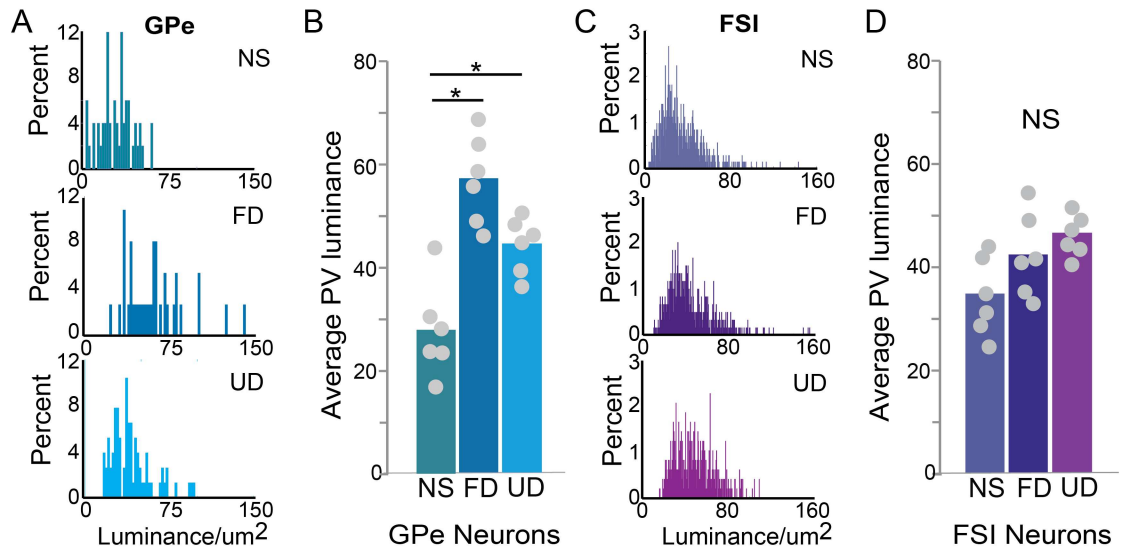 A
GPe
12
8
4
0
Percent
NS
0 75 150
12
8
4
0
Percent
FD
0 75 150
12
8
4
0
Percent
UD
0 75 150
Luminance/um2
B
80
60
40
20
0
Average PV luminance
*
*
NS FD UD
GPe Neurons
C
FSI
3
2
1
0
Percent
NS
0 80 160
3
2
1
0
Percent
FD
0 80 160
3
2
1
0
Percent
UD
0 80 160
Luminance/um2
D
80
60
40
20
0
Average PV luminance
NS
NS FD UD
FSI Neurons